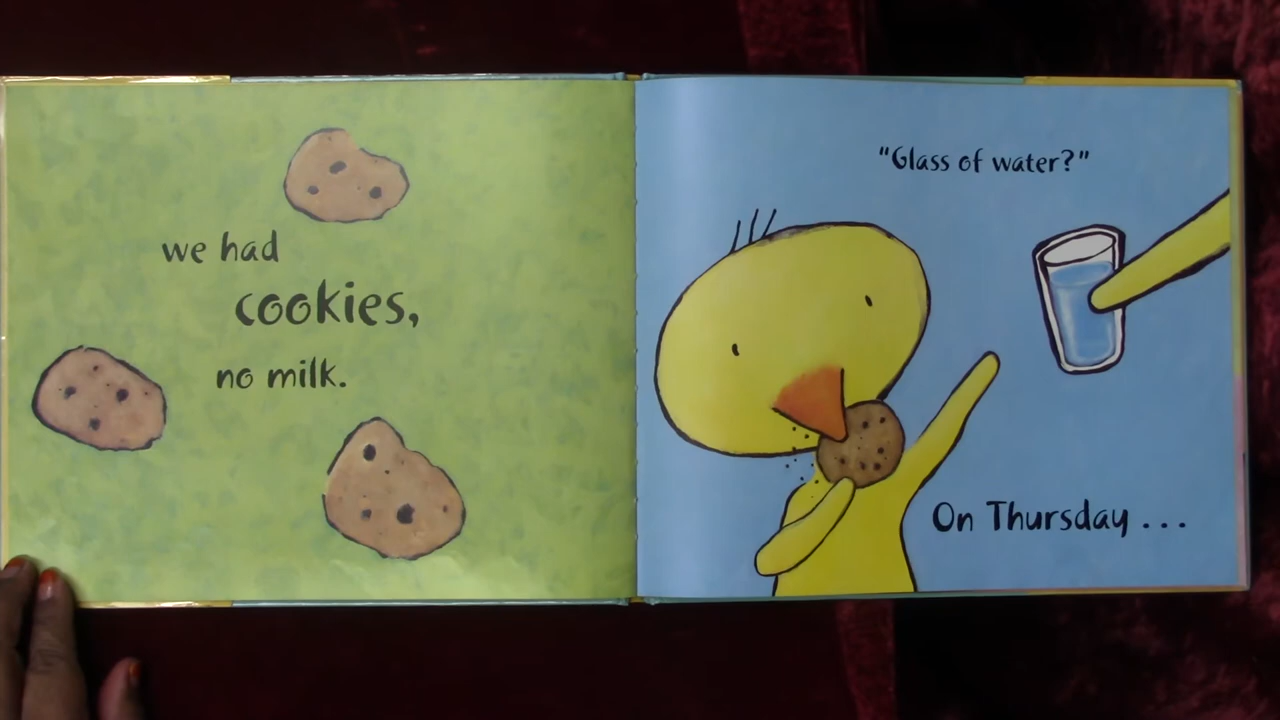 we had
cookies,
no milk.
"Glass of water?"
On Thursday . . .